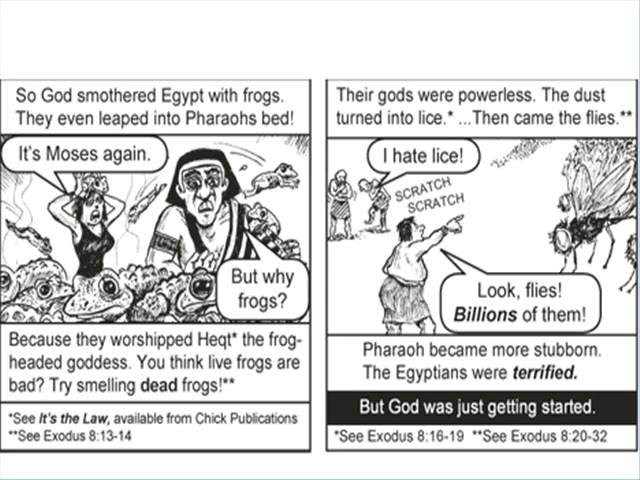 So God smothered Egypt with frogs.
They even leaped into Pharaohs bed!
It's Moses again.
But why
frogs?
Because they worshipped Heqt* the frog-
headed goddess. You think live frogs are
bad? Try smelling dead frogs!**
*See It's the Law, available from Chick Publications
**See Exodus 8:13-14
Their gods were powerless. The dust
turned into lice.* ...Then came the flies.**
I hate lice!
SCRATCH
SCRATCH
Look, flies!
Billions of them!
Pharaoh became more stubborn.
The Egyptians were terrified.
But God was just getting started.
*See Exodus 8:16-19 **See Exodus 8:20-32